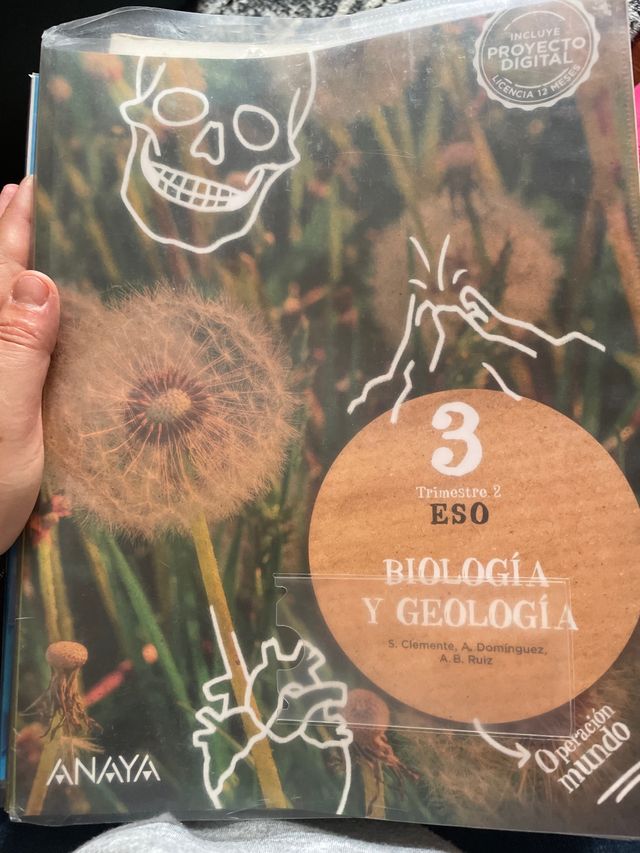 INCLUYE
PROYECTO
DIGITAL
LICENCIA 12 MESES
3
Trimestre 2
ESO
BIOLOGÍA
Y GEOLOGÍA
S. Clemente, A. Domínguez,
A. B. Ruiz
Operación
mundo
ANAYA